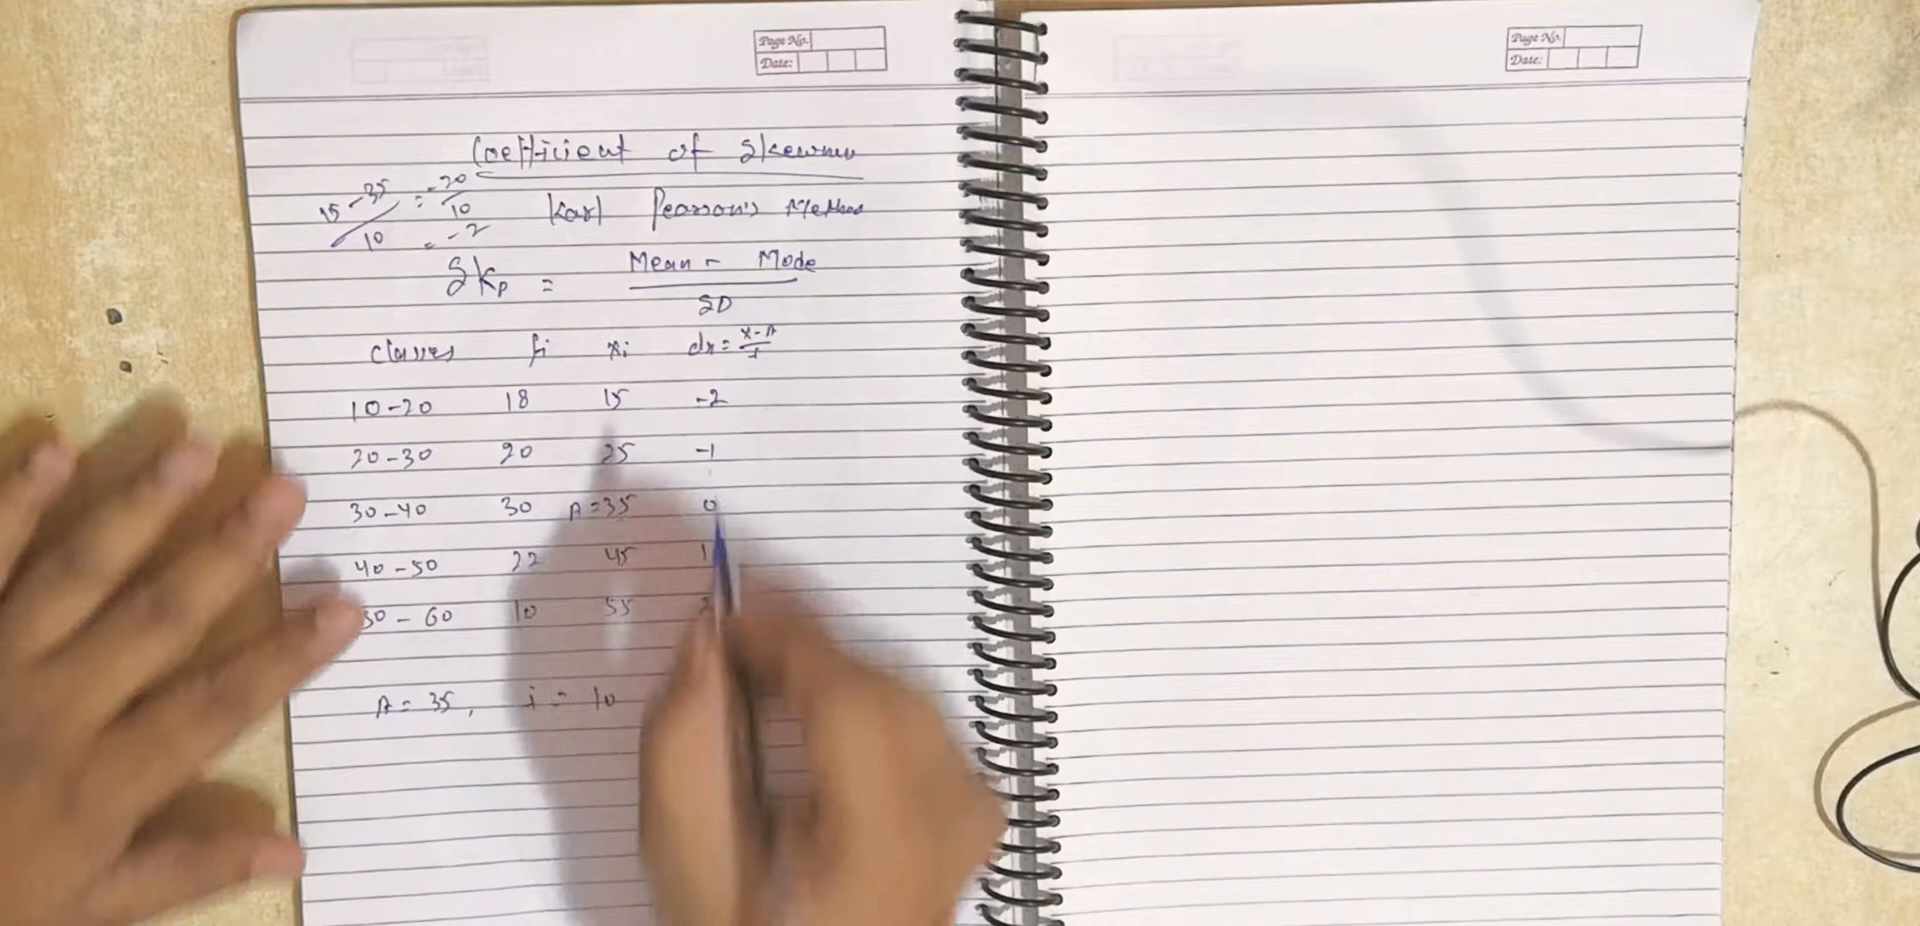 Page No.
Date:
Page No.
Date:
Coefficient of Skewness
15-35/10 = -20/10
= -2
Karl Pearson's Method
SkP = Mean - Mode / SD
classes fi xi dx = x-A/i
10-20 18 15 -2
20-30 20 25 -1
30-40 30 A=35 0
40-50 22 45 1
50-60 10 55 2
A = 35, i = 10